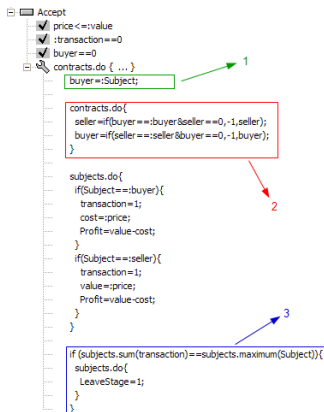 Accept
price<=:value
:transaction==0
buyer==0
contracts.do { ... }
buyer=:Subject;
1
contracts.do{
seller=if(buyer==:buyer&seller==0,-1,seller);
buyer=if(seller==:seller&buyer==0,-1,buyer);
}
2
subjects.do{
if(Subject==:buyer){
transaction=1;
cost=:price;
Profit=value-cost;
}
if(Subject==:seller){
transaction=1;
value=:price;
Profit=value-cost;
}
}
3
if (subjects.sum(transaction)==subjects.maximum(Subject)){
subjects.do{
LeaveStage=1;
}
}